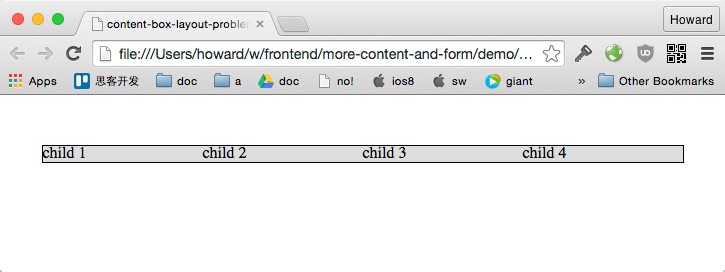 content-box-layout-proble
Howard
file:///Users/howard/w/frontend/more-content-and-form/demo/...
Apps 思客开发 doc a doc no! ios8 sw giant » Other Bookmarks
child 1 child 2 child 3 child 4